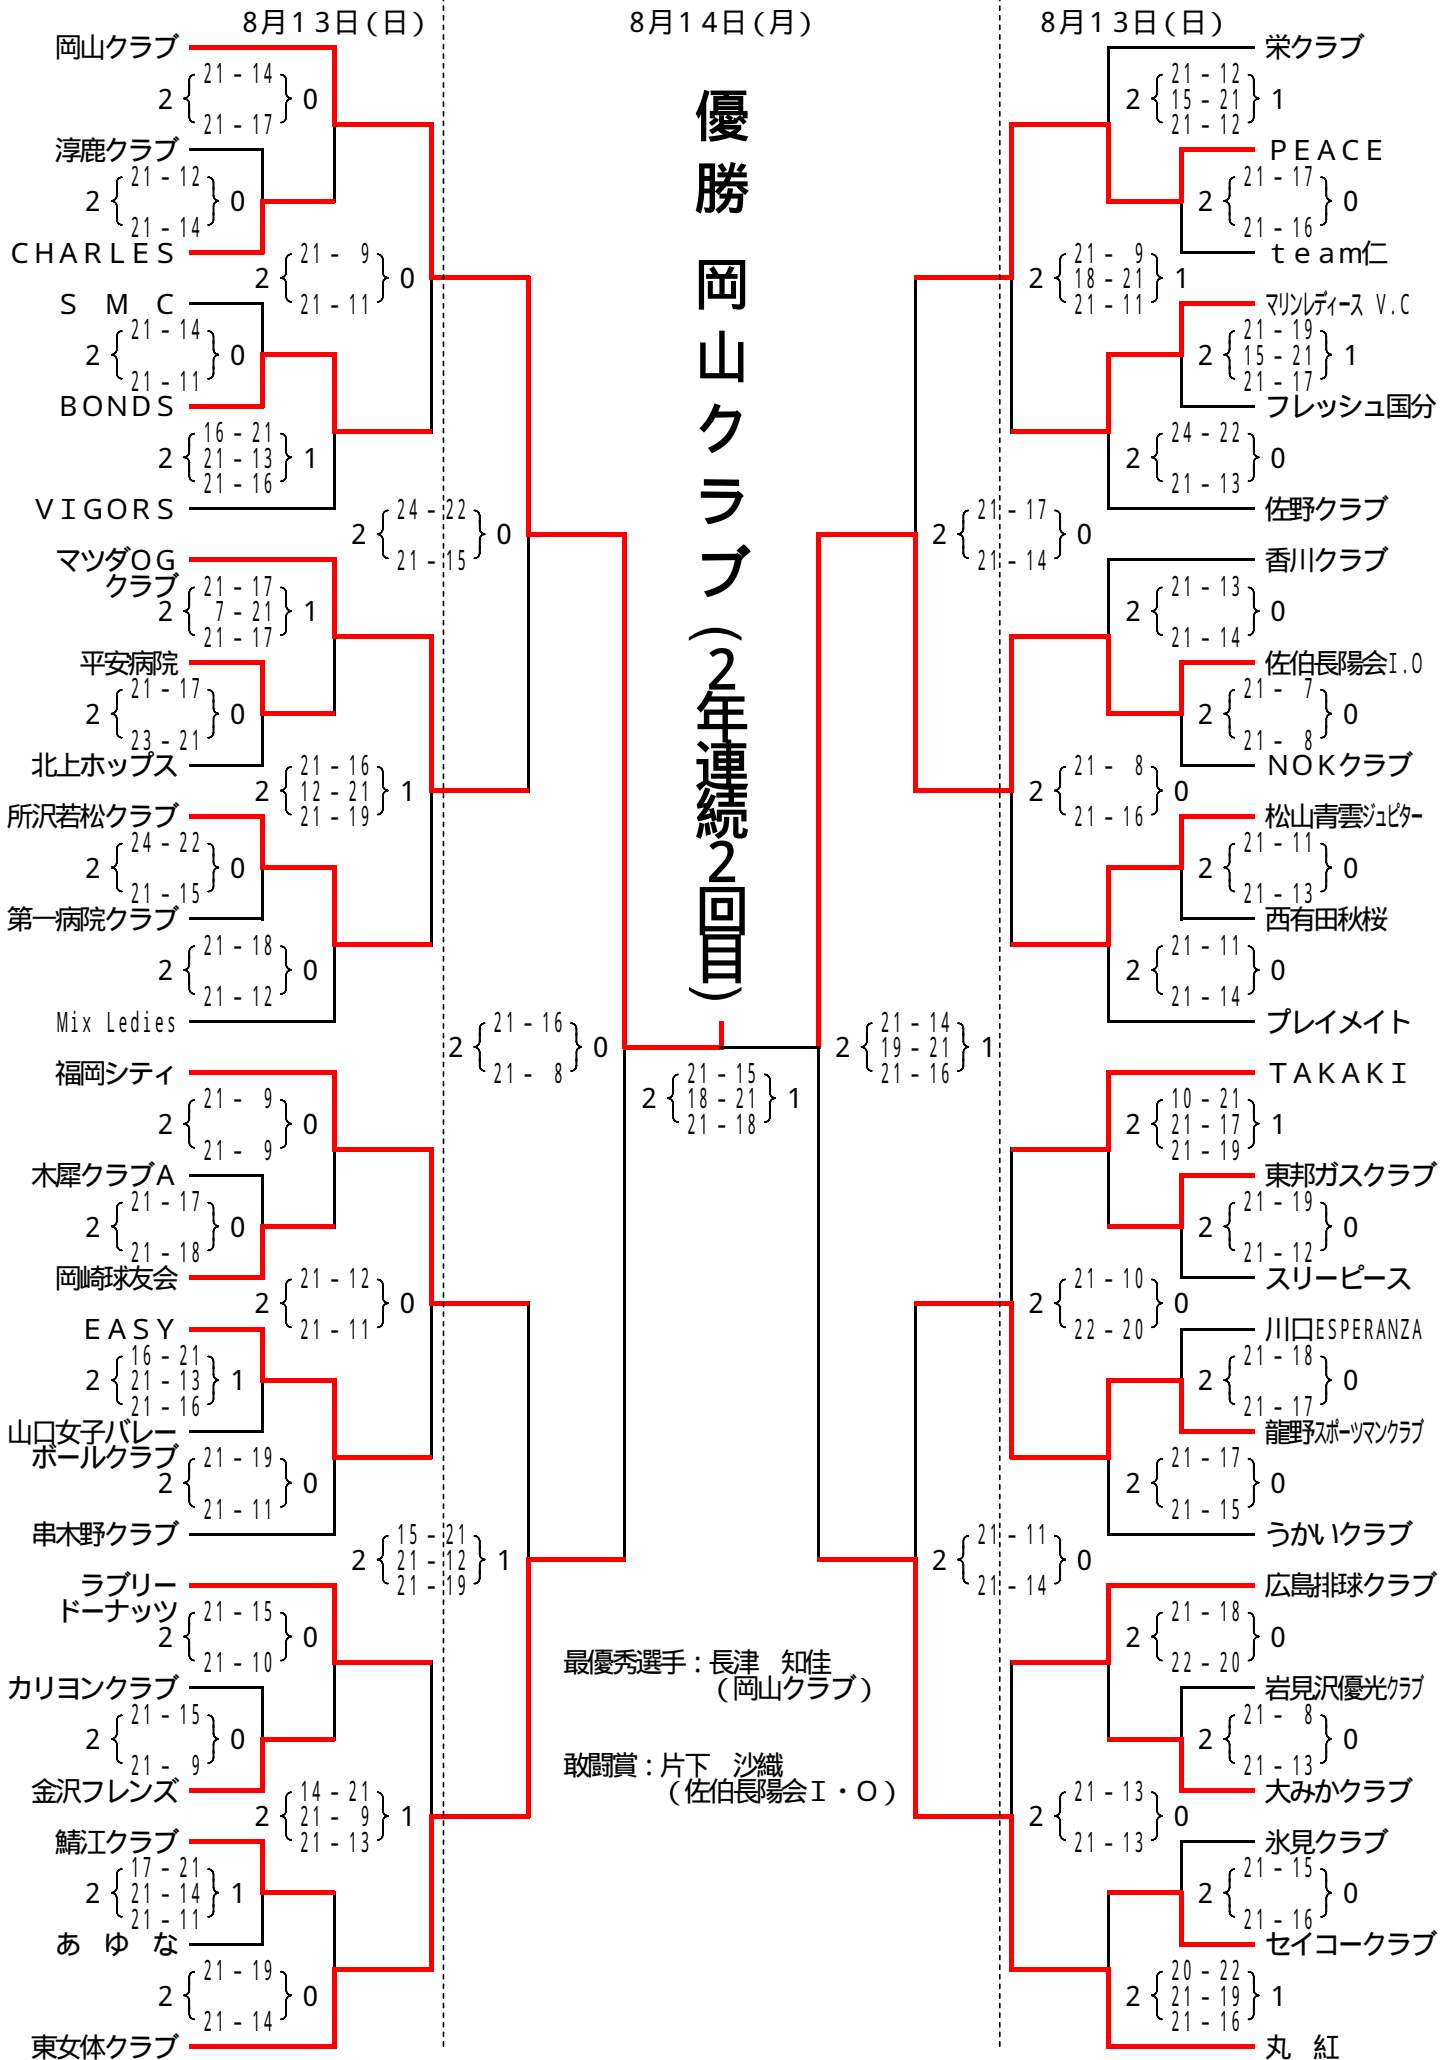 8月13日(日)
岡山クラブ
2 21-14 0
21-17
淳鹿クラブ
2 21-12 0
21-14
CHARLES
2 21- 9 0
21-11
S M C
2 21-14 0
21-11
BONDS
2 16-21 1
21-13
21-16
VIGORS
2 24-22 0
21-15
マツダOG
クラブ
2 21-17 1
7-21
21-17
平安病院
2 21-17 0
23-21
北上ホップス
2 21-16 1
12-21
21-19
所沢若松クラブ
2 24-22 0
21-15
第一病院クラブ
2 21-18 0
21-12
Mix Ledies
2 21-16 0
21- 8
福岡シティ
2 21- 9 0
21- 9
木犀クラブA
2 21-17 0
21-18
岡崎球友会
2 21-12 0
21-11
EASY
2 16-21 1
21-13
21-16
山口女子バレー
ボールクラブ
2 21-19 0
21-11
串木野クラブ
2 15-21 1
21-12
21-19
ラブリー
ドーナッツ
2 21-15 0
21-10
カリヨンクラブ
2 21-15 0
21- 9
金沢フレンズ
2 14-21 1
21- 9
21-13
鯖江クラブ
2 17-21 1
21-14
21-11
あ ゆ な
2 21-19 0
21-14
東女体クラブ
8月14日(月)
優勝 岡山クラブ(2年連続2回目)
2 21-15 1
18-21
21-18
最優秀選手:長津 知佳
(岡山クラブ)
敢闘賞:片下 沙織
(佐伯長陽会I・O)
8月13日(日)
栄クラブ
2 21-12 1
15-21
21-12
PEACE
2 21-17 0
21-16
team仁
2 21- 9 1
18-21
21-11
マリンレディース V.C
2 21-19 1
15-21
21-17
フレッシュ国分
2 24-22 0
21-13
佐野クラブ
2 21-17 0
21-14
香川クラブ
2 21-13 0
21-14
佐伯長陽会I.O
2 21- 7 0
21- 8
NOKクラブ
2 21- 8 0
21-16
松山青雲ジュピター
2 21-11 0
21-13
西有田秋桜
2 21-11 0
21-14
プレイメイト
2 21-14 1
19-21
21-16
TAKAKI
2 10-21 1
21-17
21-19
東邦ガスクラブ
2 21-19 0
21-12
スリーピース
2 21-10 0
22-20
川口ESPERANZA
2 21-18 0
21-17
龍野スポーツマンクラブ
2 21-17 0
21-15
うかいクラブ
2 21-11 0
21-14
広島排球クラブ
2 21-18 0
22-20
岩見沢優光クラブ
2 21- 8 0
21-13
大みかクラブ
2 21-13 0
21-13
氷見クラブ
2 21-15 0
21-16
セイコークラブ
2 20-22 1
21-19
21-16
丸 紅